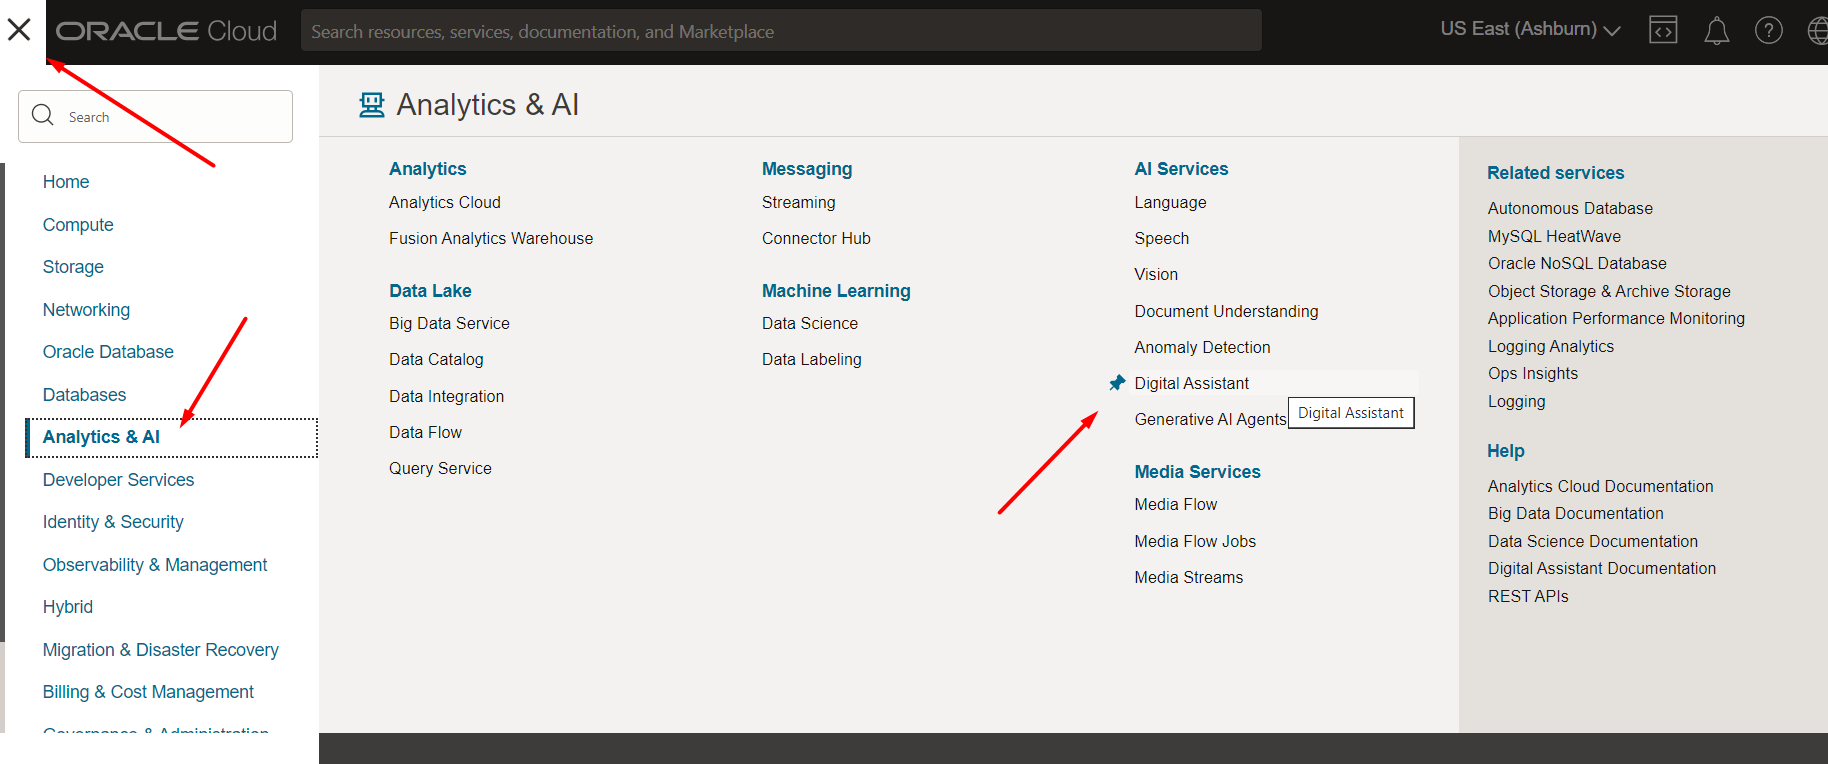 ORACLE Cloud
Search resources, services, documentation, and Marketplace
US East (Ashburn)
Search
Home
Compute
Storage
Networking
Oracle Database
Databases
Analytics & AI
Developer Services
Identity & Security
Observability & Management
Hybrid
Migration & Disaster Recovery
Billing & Cost Management
Governance & Administration
Analytics & AI
Analytics
Analytics Cloud
Fusion Analytics Warehouse
Data Lake
Big Data Service
Data Catalog
Data Integration
Data Flow
Query Service
Messaging
Streaming
Connector Hub
Machine Learning
Data Science
Data Labeling
AI Services
Language
Speech
Vision
Document Understanding
Anomaly Detection
Digital Assistant
Generative AI Agents
Digital Assistant
Media Services
Media Flow
Media Flow Jobs
Media Streams
Related services
Autonomous Database
MySQL HeatWave
Oracle NoSQL Database
Object Storage & Archive Storage
Application Performance Monitoring
Logging Analytics
Ops Insights
Logging
Help
Analytics Cloud Documentation
Big Data Documentation
Data Science Documentation
Digital Assistant Documentation
REST APIs